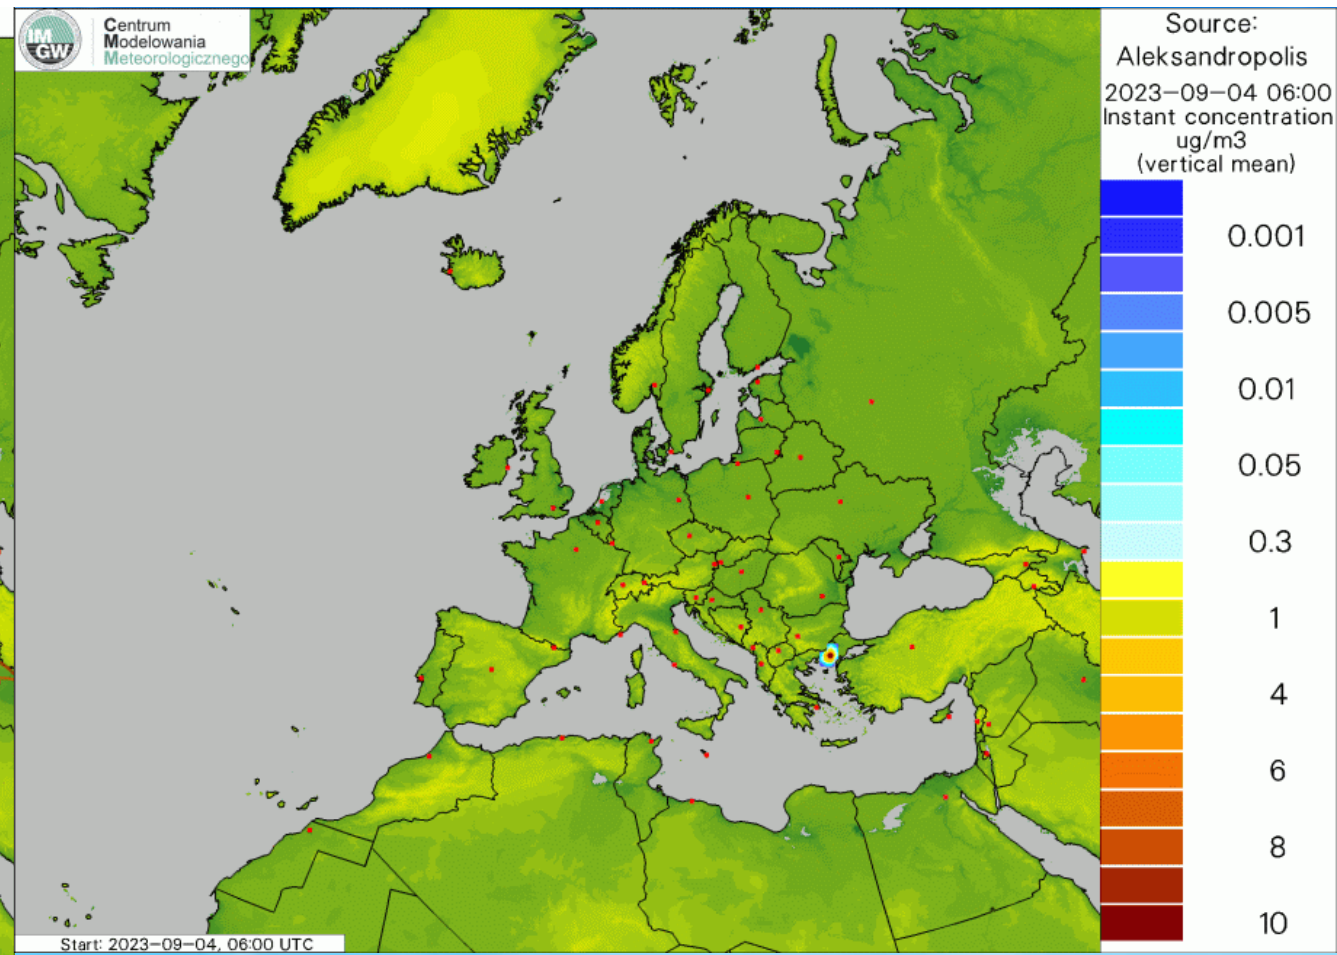 IM
GW
Centrum
Modelowania
Meteorologicznego
Source:
Aleksandropolis
2023-09-04 06:00
Instant concentration
ug/m3
(vertical mean)
0.001
0.005
0.01
0.05
0.3
1
4
6
8
10
Start: 2023-09-04, 06:00 UTC